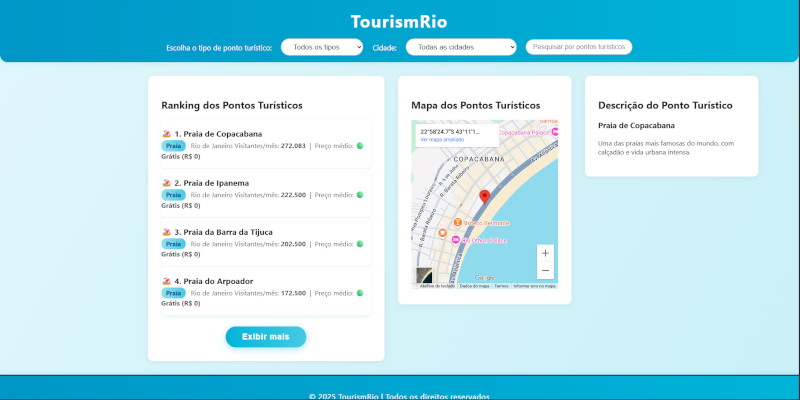 TourismRio
Escolha o tipo de ponto turístico: Todos os tipos Cidade: Todas as cidades Pesquisar por pontos turísticos
Ranking dos Pontos Turísticos
1. Praia de Copacabana
Praia Rio de Janeiro Visitantes/mês: 272.083 | Preço médio:
Grátis (R$ 0)
2. Praia de Ipanema
Praia Rio de Janeiro Visitantes/mês: 222.500 | Preço médio:
Grátis (R$ 0)
3. Praia da Barra da Tijuca
Praia Rio de Janeiro Visitantes/mês: 202.500 | Preço médio:
Grátis (R$ 0)
4. Praia do Arpoador
Praia Rio de Janeiro Visitantes/mês: 172.500 | Preço médio:
Grátis (R$ 0)
Exibir mais
Mapa dos Pontos Turísticos
22°58'24.7"S 43°11'1...
Ver mapa ampliado
Copacabana Palace
COPACABANA
R. Barata Ribeiro
R. Barata Ribeiro
Boteco Belmonte
Google
Atalhos do teclado Dados do mapa Termos Informar erro no mapa
Descrição do Ponto Turístico
Praia de Copacabana
Uma das praias mais famosas do mundo, com
calçadão e vida urbana intensa.
© 2025 TourismRio | Todos os direitos reservados